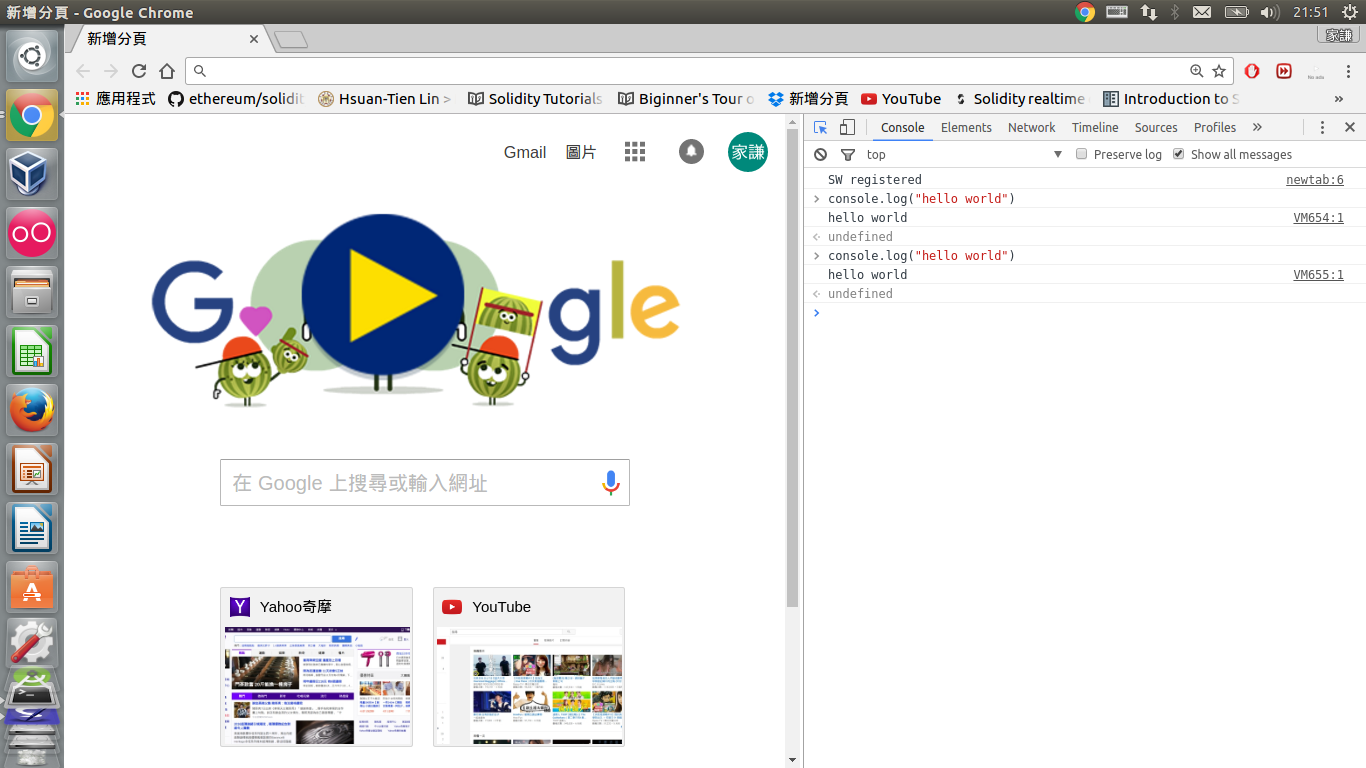 新增分頁 - Google Chrome
21:51
新增分頁
家謙
應用程式 ethereum/solidit Hsuan-Tien Lin > Solidity Tutorials Biginner's Tour o 新增分頁 YouTube Solidity realtime Introduction to S »
Gmail 圖片 家謙
Google
在 Google 上搜尋或輸入網址
Yahoo奇摩 YouTube
Console Elements Network Timeline Sources Profiles »
top Preserve log Show all messages
SW registered newtab:6
> console.log("hello world")
hello world VM654:1
undefined
> console.log("hello world")
hello world VM655:1
undefined
>